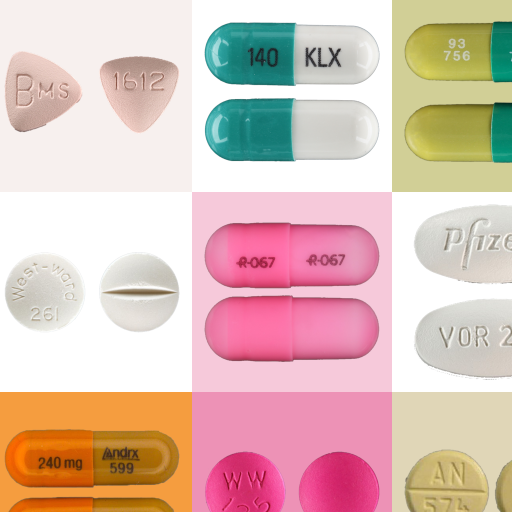 BMS
1612
140 KLX
93
756
West-ward
261
R-067 R-067
Pfize
VOR 2
240 mg
Andrx
599
WW
AN
574